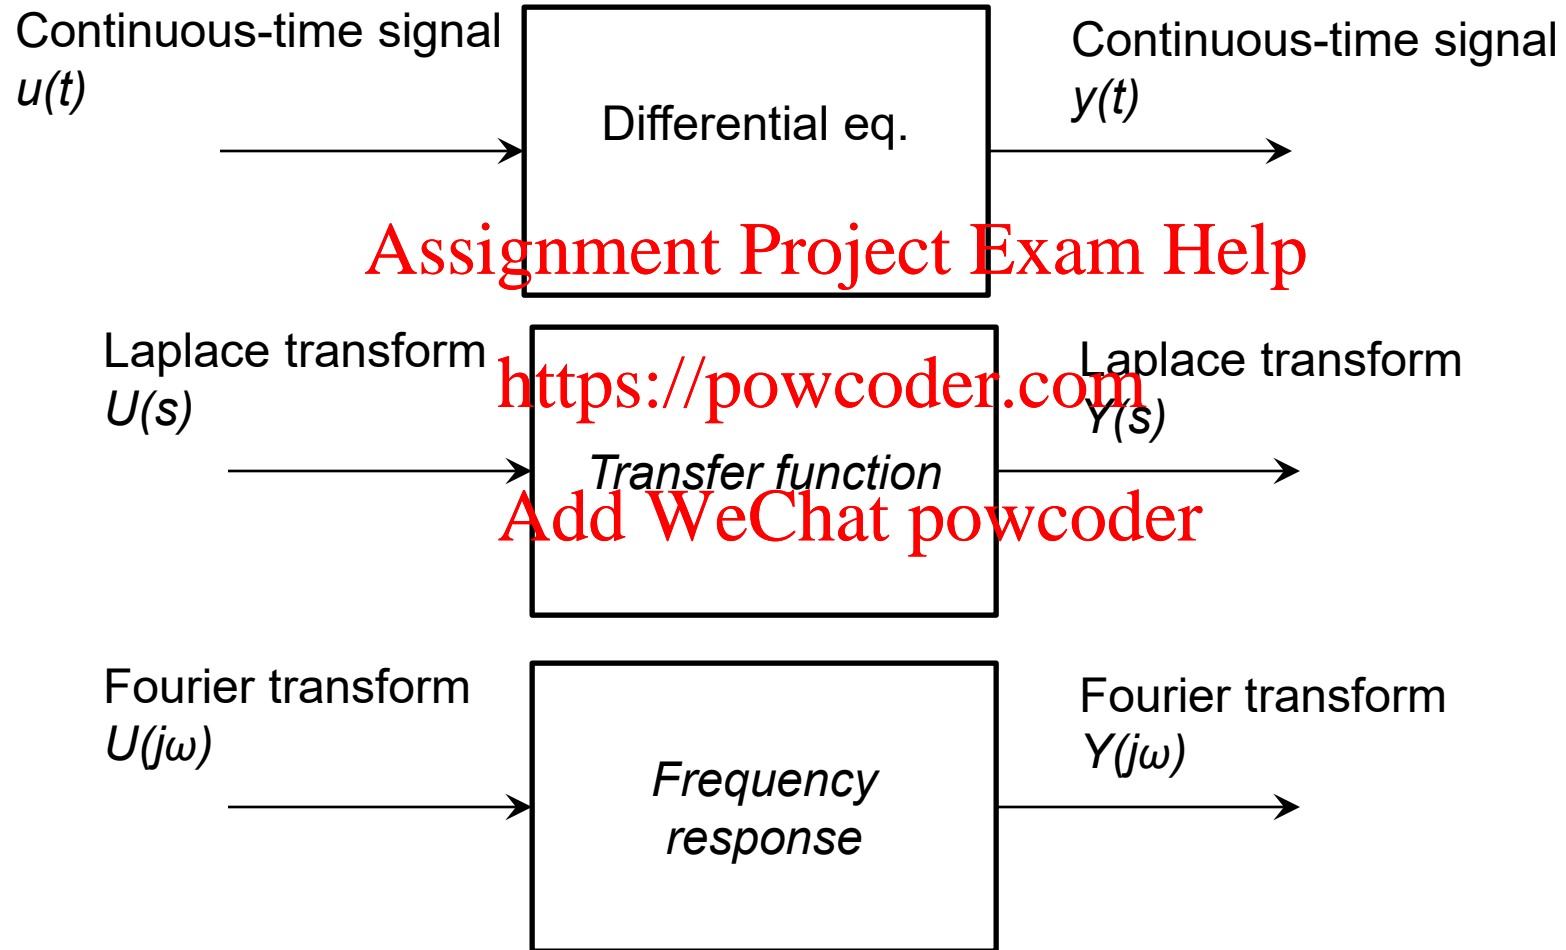 Continuous-time signal
u(t)
Differential eq.
Continuous-time signal
y(t)
Assignment Project Exam Help
Laplace transform
U(s)
https://powcoder.com
Laplace transform
Y(s)
Transfer function
Add WeChat powcoder
Fourier transform
U(jω)
Frequency
response
Fourier transform
Y(jω)